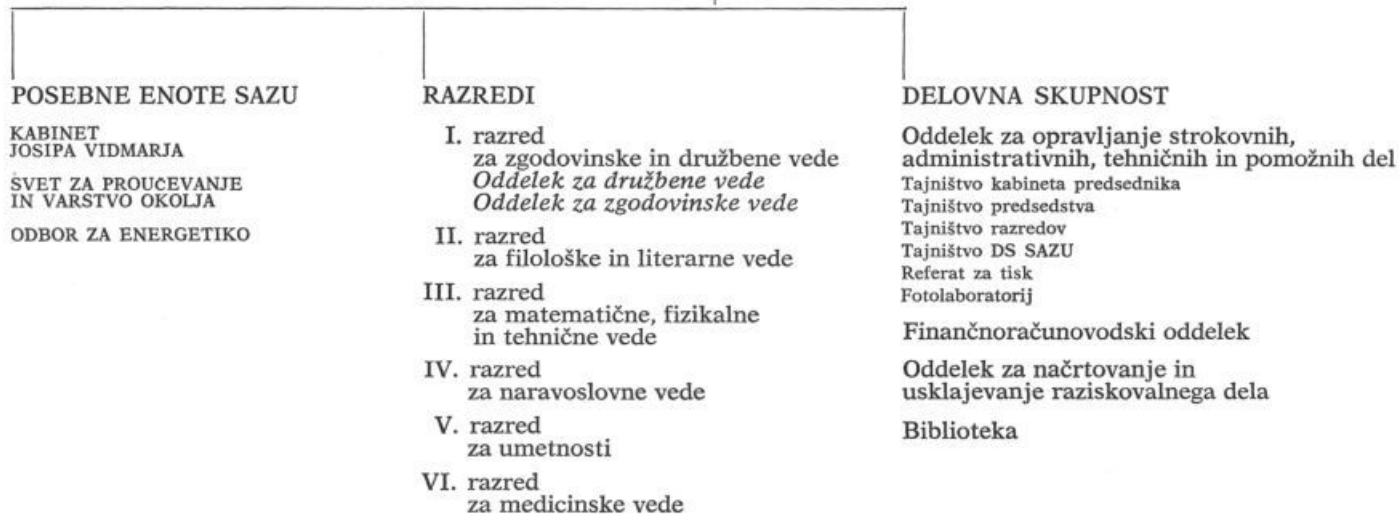 POSEBNE ENOTE SAZU
KABINET
JOSIPA VIDMARJA
SVET ZA PROUČEVANJE
IN VARSTVO OKOLJA
ODBOR ZA ENERGETIKO
RAZREDI
I. razred
za zgodovinske in družbene vede
Oddelek za družbene vede
Oddelek za zgodovinske vede
II. razred
za filološke in literarne vede
III. razred
za matematične, fizikalne
in tehnične vede
IV. razred
za naravoslovne vede
V. razred
za umetnosti
VI. razred
za medicinske vede
DELOVNA SKUPNOST
Oddelek za opravljanje strokovnih,
administrativnih, tehničnih in pomožnih del
Tajništvo kabineta predsednika
Tajništvo predsedstva
Tajništvo razredov
Tajništvo DS SAZU
Referat za tisk
Fotolaboratorij
Finančnoračunovodski oddelek
Oddelek za načrtovanje in
usklajevanje raziskovalnega dela
Biblioteka